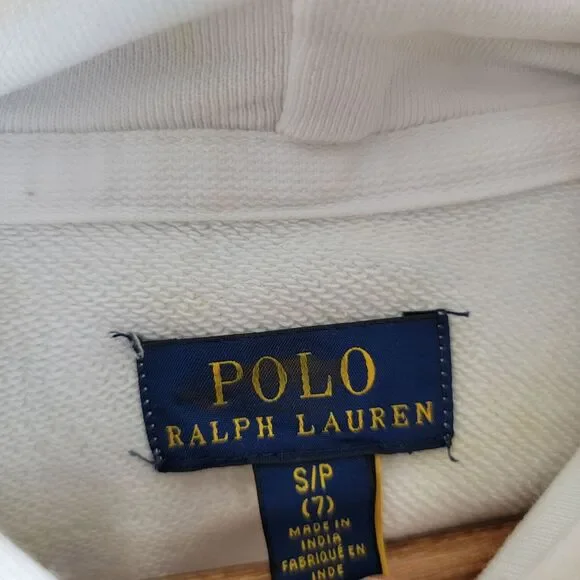 POLO
RALPH LAUREN
S/P
(7)
MADE IN
INDIA
FABRIQUÉ EN
INDE